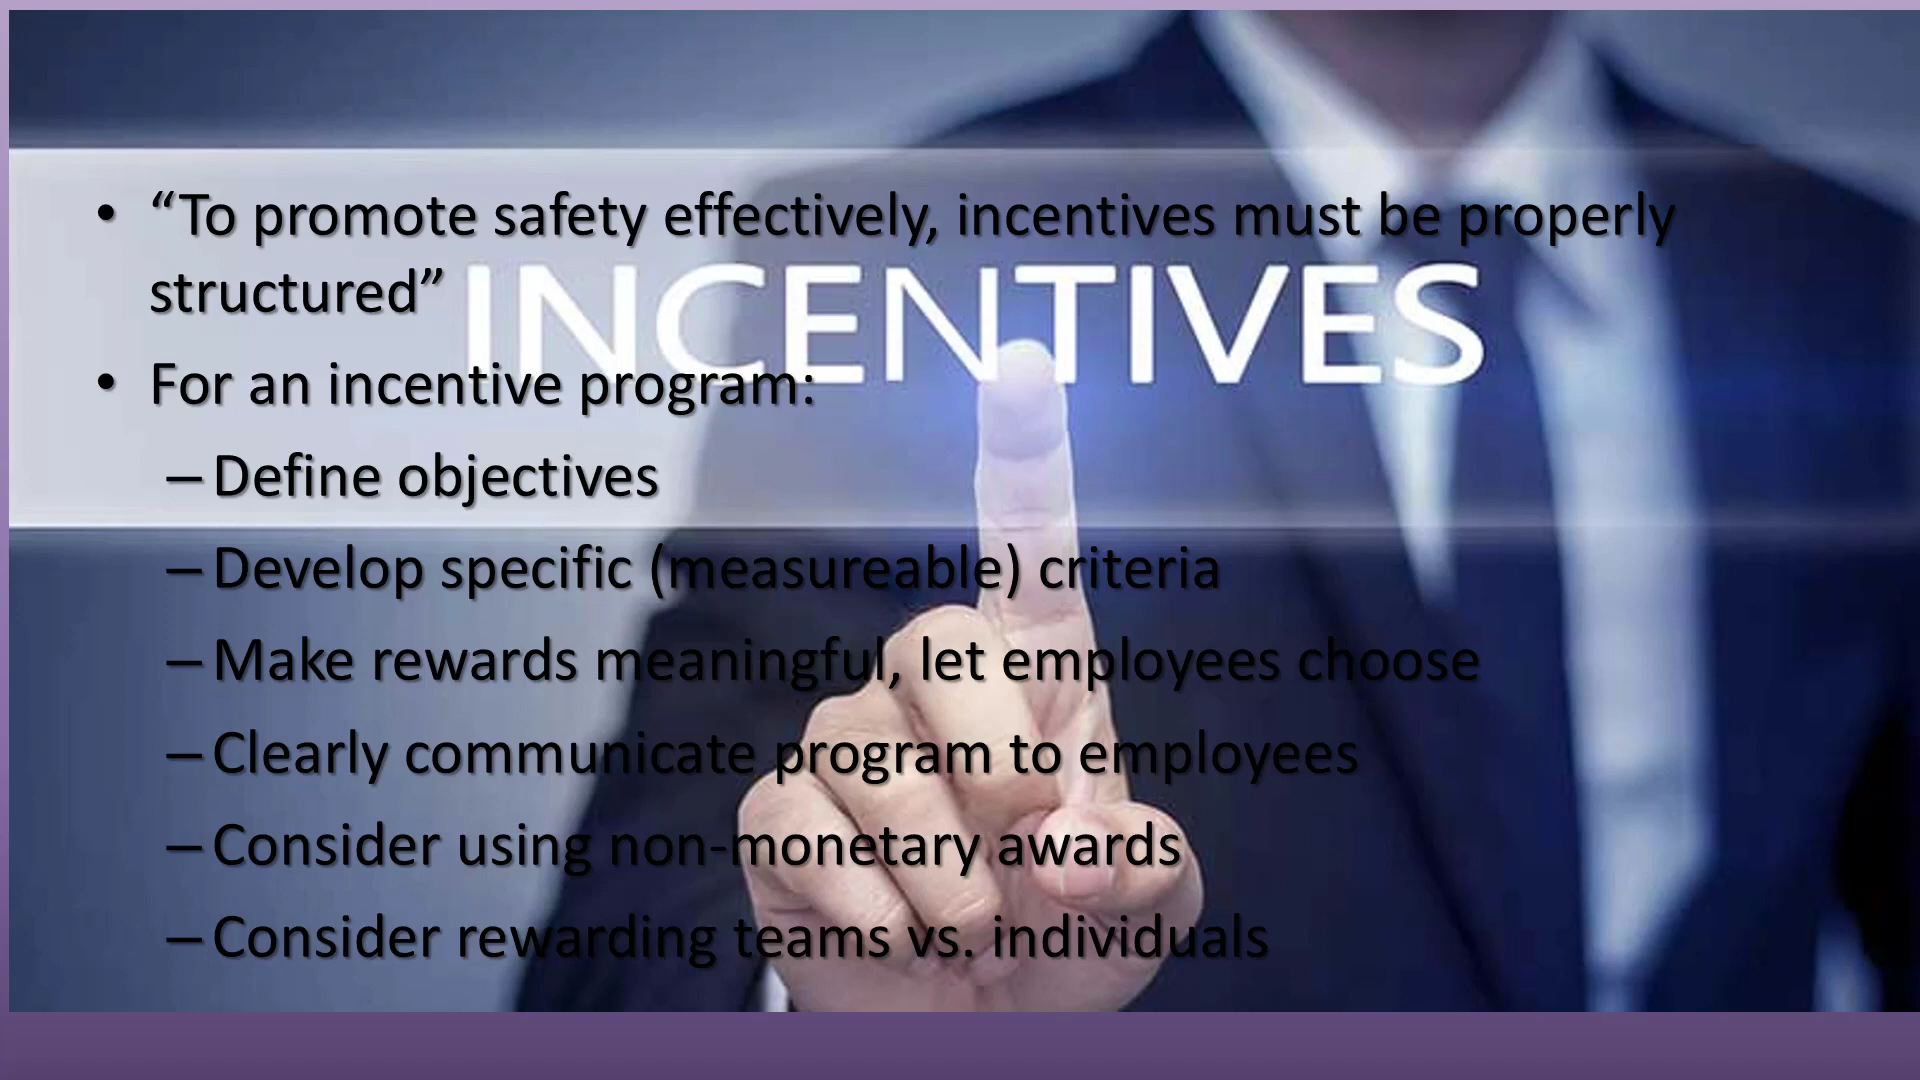 • “To promote safety effectively, incentives must be properly
structured”
INCENTIVES
• For an incentive program:
– Define objectives
– Develop specific (measureable) criteria
– Make rewards meaningful, let employees choose
– Clearly communicate program to employees
– Consider using non-monetary awards
– Consider rewarding teams vs. individuals